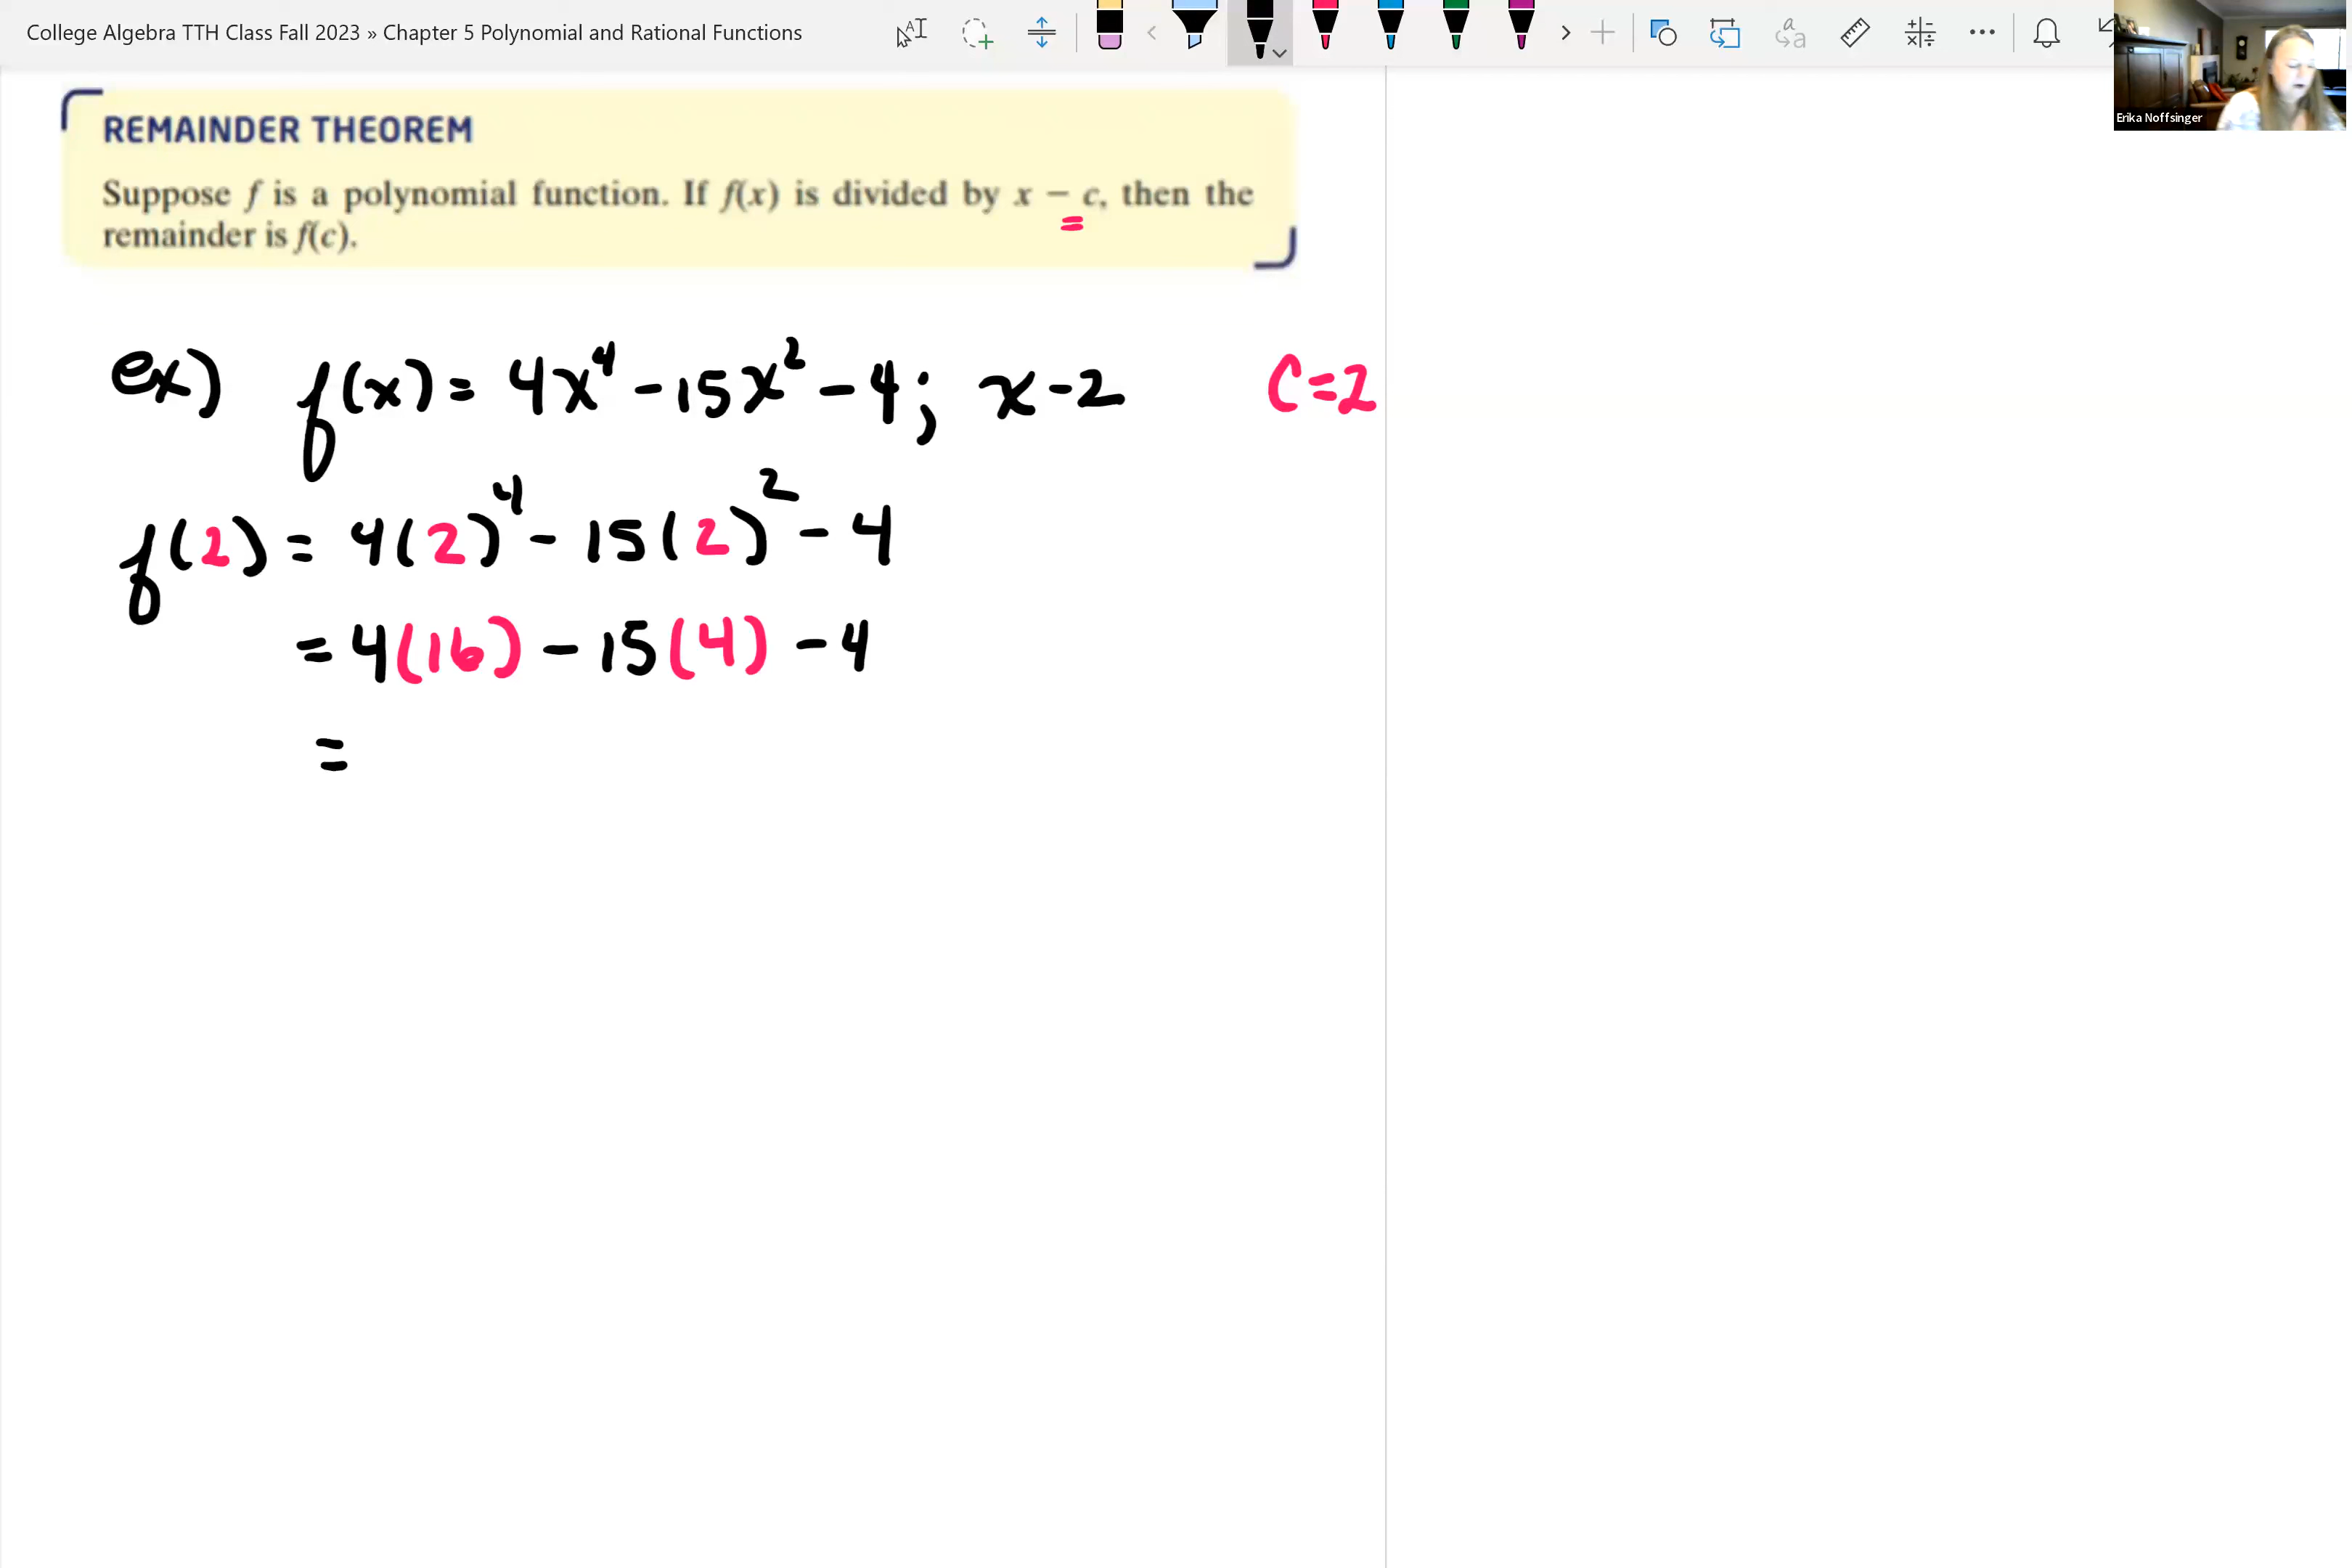 College Algebra TTH Class Fall 2023 » Chapter 5 Polynomial and Rational Functions
Erika Noffsinger
REMAINDER THEOREM
Suppose f is a polynomial function. If f(x) is divided by x − c, then the
remainder is f(c).
ex) f(x) = 4x⁴ - 15x² - 4; x - 2 C = 2
f(2) = 4(2)⁴ - 15(2)² - 4
= 4(16) - 15(4) - 4
=